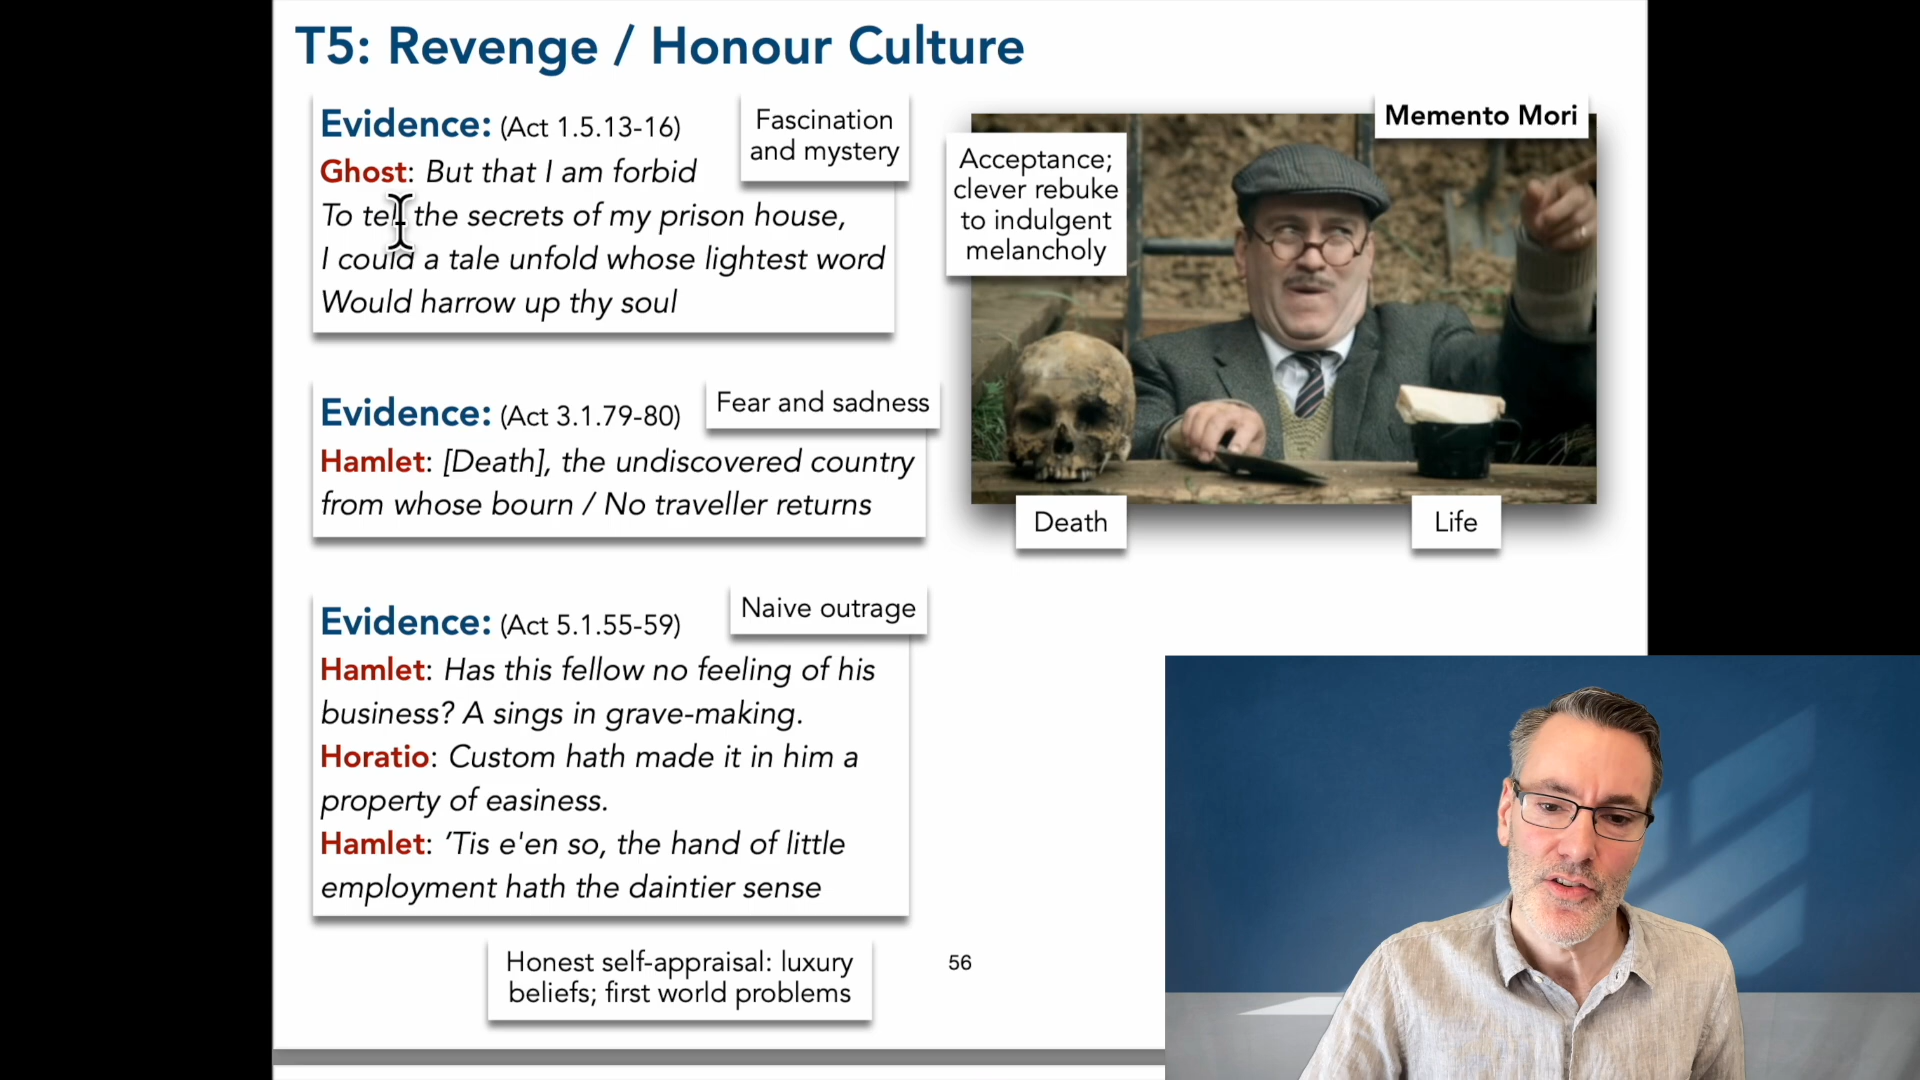 T5: Revenge / Honour Culture
Evidence: (Act 1.5.13-16)
Fascination
and mystery
Ghost: But that I am forbid
To tell the secrets of my prison house,
I could a tale unfold whose lightest word
Would harrow up thy soul
Memento Mori
Acceptance;
clever rebuke
to indulgent
melancholy
Death
Life
Evidence: (Act 3.1.79-80)
Fear and sadness
Hamlet: [Death], the undiscovered country
from whose bourn / No traveller returns
Evidence: (Act 5.1.55-59)
Naive outrage
Hamlet: Has this fellow no feeling of his
business? A sings in grave-making.
Horatio: Custom hath made it in him a
property of easiness.
Hamlet: ’Tis e'en so, the hand of little
employment hath the daintier sense
Honest self-appraisal: luxury
beliefs; first world problems
56